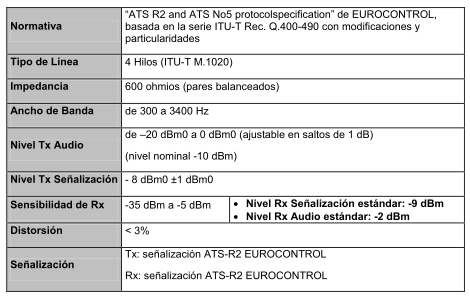 Normativa
“ATS R2 and ATS No5 protocolspecification” de EUROCONTROL,
basada en la serie ITU-T Rec. Q.400-490 con modificaciones y
particularidades
Tipo de Línea
4 Hilos (ITU-T M.1020)
Impedancia
600 ohmios (pares balanceados)
Ancho de Banda
de 300 a 3400 Hz
Nivel Tx Audio
de –20 dBm0 a 0 dBm0 (ajustable en saltos de 1 dB)
(nivel nominal -10 dBm)
Nivel Tx Señalización
- 8 dBm0 ±1 dBm0
Sensibilidad de Rx
-35 dBm a -5 dBm
• Nivel Rx Señalización estándar: -9 dBm
• Nivel Rx Audio estándar: -2 dBm
Distorsión
< 3%
Señalización
Tx: señalización ATS-R2 EUROCONTROL
Rx: señalización ATS-R2 EUROCONTROL